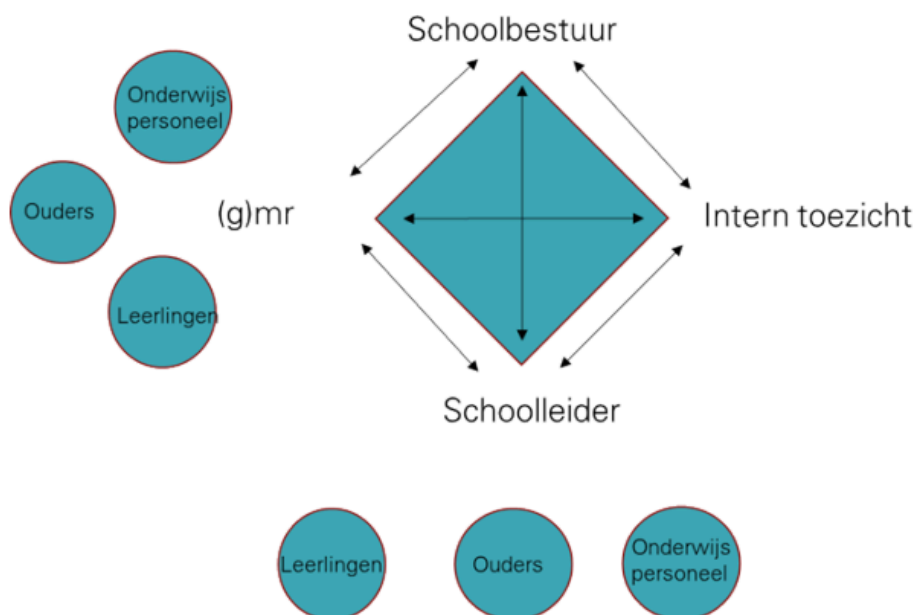 Schoolbestuur
Onderwijs
personeel
Ouders
(g)mr
Intern toezicht
Leerlingen
Schoolleider
Leerlingen
Ouders
Onderwijs
personeel